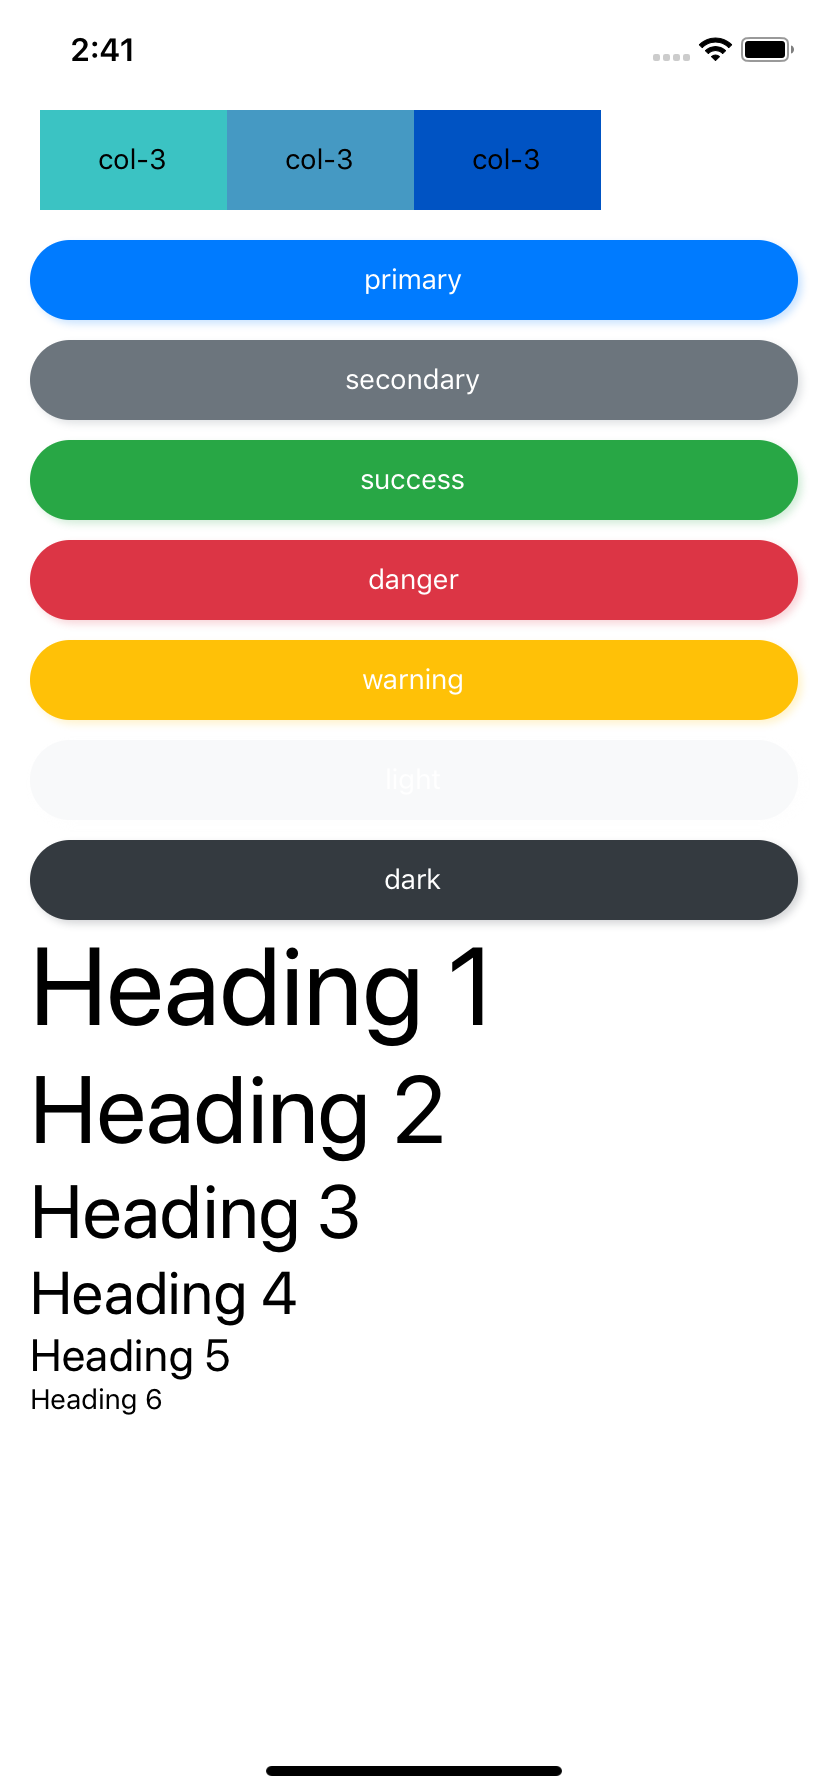 2:41
col-3 col-3 col-3
primary
secondary
success
danger
warning
light
dark
Heading 1
Heading 2
Heading 3
Heading 4
Heading 5
Heading 6